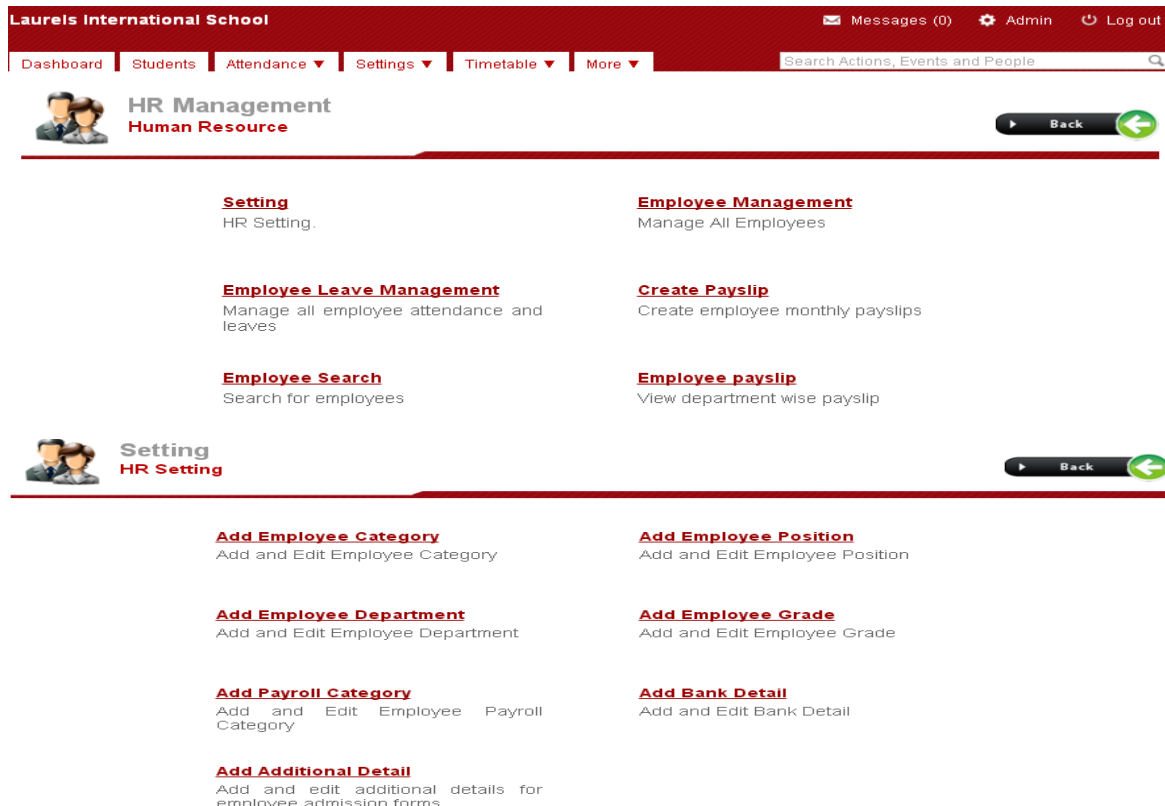 Laurels International School
Messages (0) Admin Log out
Dashboard Students Attendance ▼ Settings ▼ Timetable ▼ More ▼ Search Actions, Events and People
HR Management
Human Resource
Back
Setting
HR Setting.
Employee Management
Manage All Employees
Employee Leave Management
Manage all employee attendance and
leaves
Create Payslip
Create employee monthly payslips
Employee Search
Search for employees
Employee payslip
View department wise payslip
Setting
HR Setting
Back
Add Employee Category
Add and Edit Employee Category
Add Employee Position
Add and Edit Employee Position
Add Employee Department
Add and Edit Employee Department
Add Employee Grade
Add and Edit Employee Grade
Add Payroll Category
Add and Edit Employee Payroll
Category
Add Bank Detail
Add and Edit Bank Detail
Add Additional Detail
Add and edit additional details for
employee admission forms